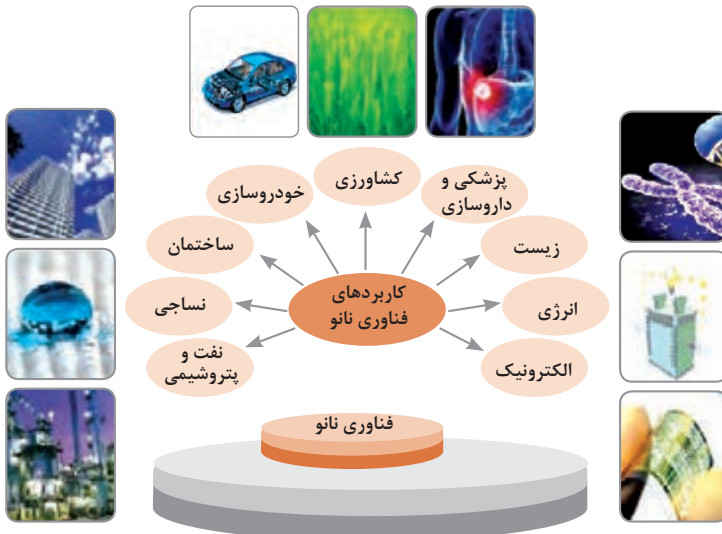 کشاورزی
پزشکی و
داروسازی
خودروسازی
زیست
ساختمان
انرژی
کاربردهای
فناوری نانو
نساجی
الکترونیک
نفت و
پتروشیمی
فناوری نانو